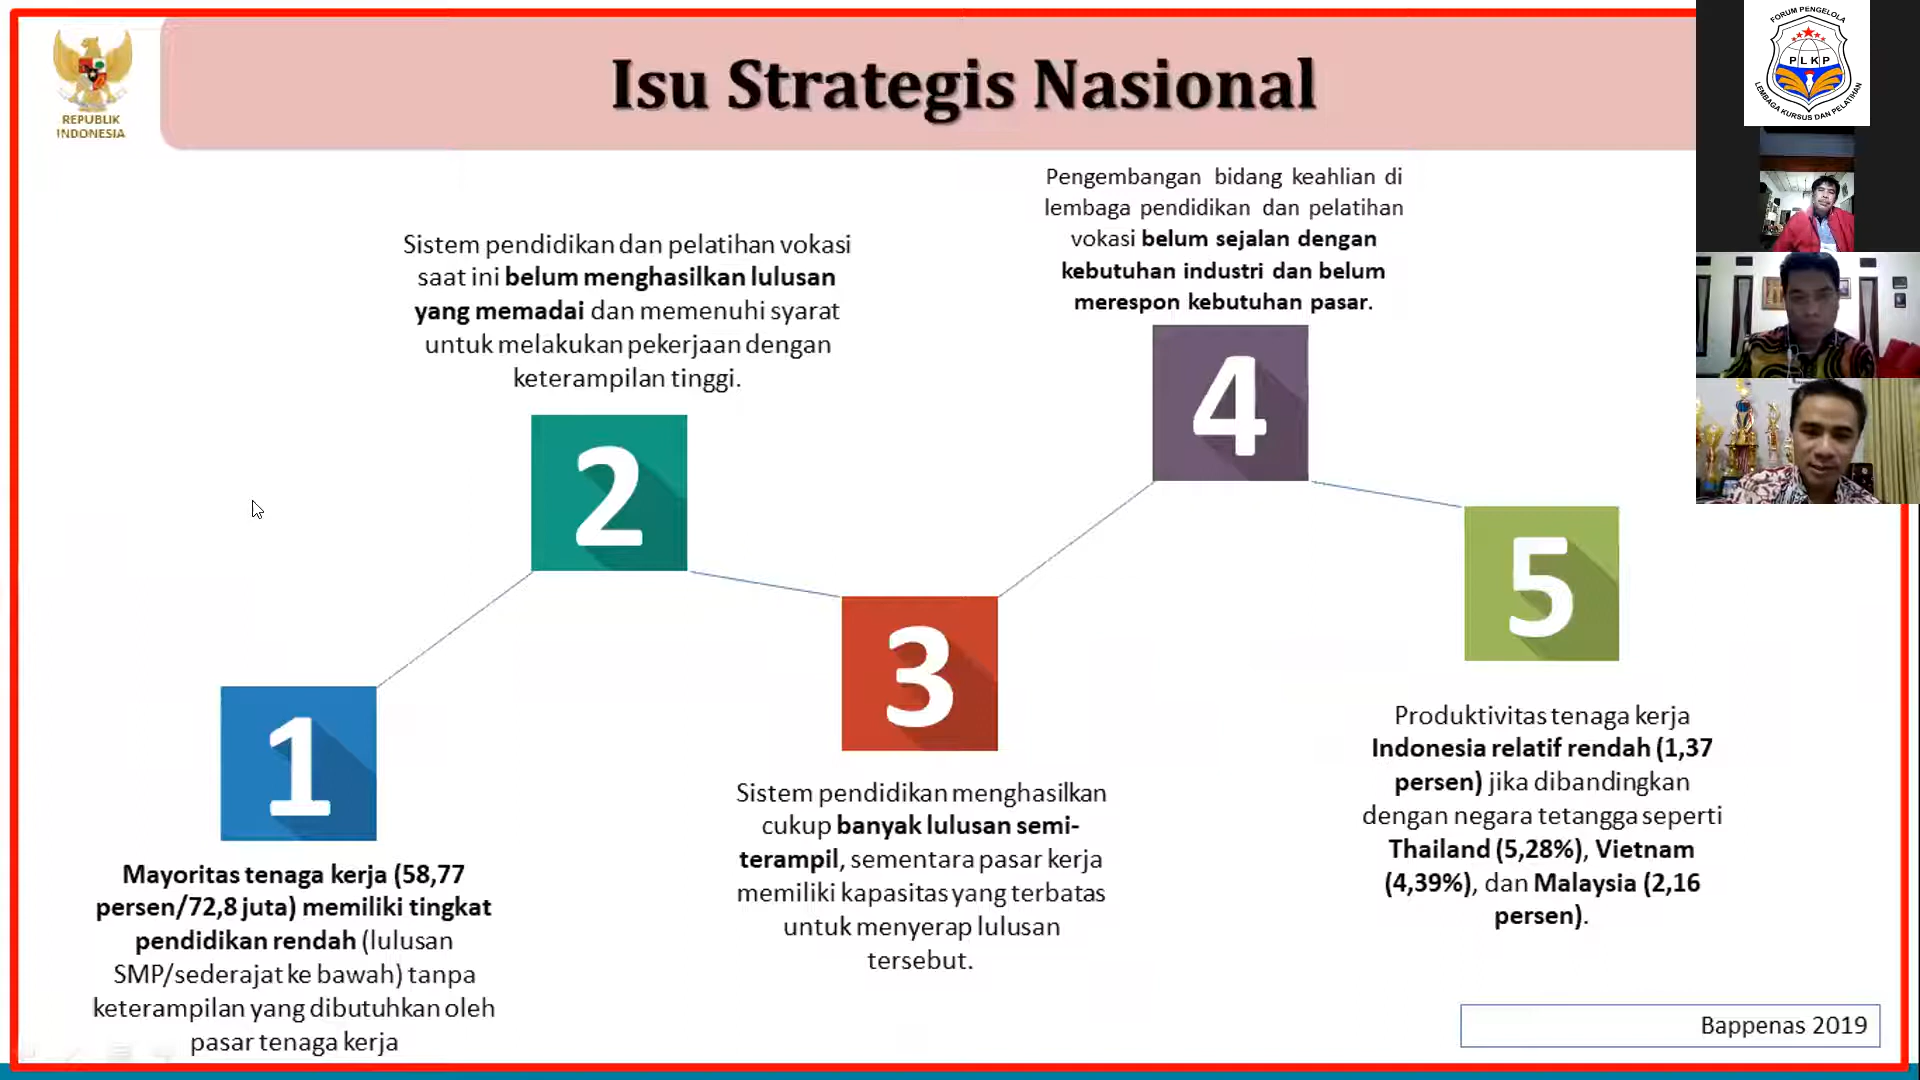 REPUBLIK
INDONESIA
Isu Strategis Nasional
FORUM PENGELOLA
PLKP
LEMBAGA KURSUS DAN PELATIHAN
1
Mayoritas tenaga kerja (58,77
persen/72,8 juta) memiliki tingkat
pendidikan rendah (lulusan
SMP/sederajat ke bawah) tanpa
keterampilan yang dibutuhkan oleh
pasar tenaga kerja
Sistem pendidikan dan pelatihan vokasi
saat ini belum menghasilkan lulusan
yang memadai dan memenuhi syarat
untuk melakukan pekerjaan dengan
keterampilan tinggi.
2
3
Sistem pendidikan menghasilkan
cukup banyak lulusan semi-
terampil, sementara pasar kerja
memiliki kapasitas yang terbatas
untuk menyerap lulusan
tersebut.
Pengembangan bidang keahlian di
lembaga pendidikan dan pelatihan
vokasi belum sejalan dengan
kebutuhan industri dan belum
merespon kebutuhan pasar.
4
5
Produktivitas tenaga kerja
Indonesia relatif rendah (1,37
persen) jika dibandingkan
dengan negara tetangga seperti
Thailand (5,28%), Vietnam
(4,39%), dan Malaysia (2,16
persen).
Bappenas 2019